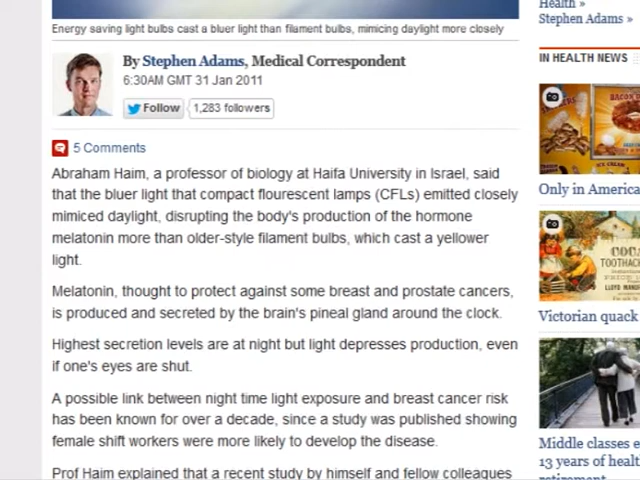 Energy saving light bulbs cast a bluer light than filament bulbs, mimicing daylight more closely
By Stephen Adams, Medical Correspondent
6:30AM GMT 31 Jan 2011
Follow
1,283 followers
5 Comments
Abraham Haim, a professor of biology at Haifa University in Israel, said
that the bluer light that compact flourescent lamps (CFLs) emitted closely
mimiced daylight, disrupting the body's production of the hormone
melatonin more than older-style filament bulbs, which cast a yellower
light.
Melatonin, thought to protect against some breast and prostate cancers,
is produced and secreted by the brain's pineal gland around the clock.
Highest secretion levels are at night but light depresses production, even
if one's eyes are shut.
A possible link between night time light exposure and breast cancer risk
has been known for over a decade, since a study was published showing
female shift workers were more likely to develop the disease.
Prof Haim explained that a recent study by himself and fellow colleagues
Health »
Stephen Adams »
IN HEALTH NEWS
BACON
ICE CREAM
Only in America
COCA
TOOTHACH
LLOYD MANUF
Victorian quack
Middle classes e
13 years of healt
retirement